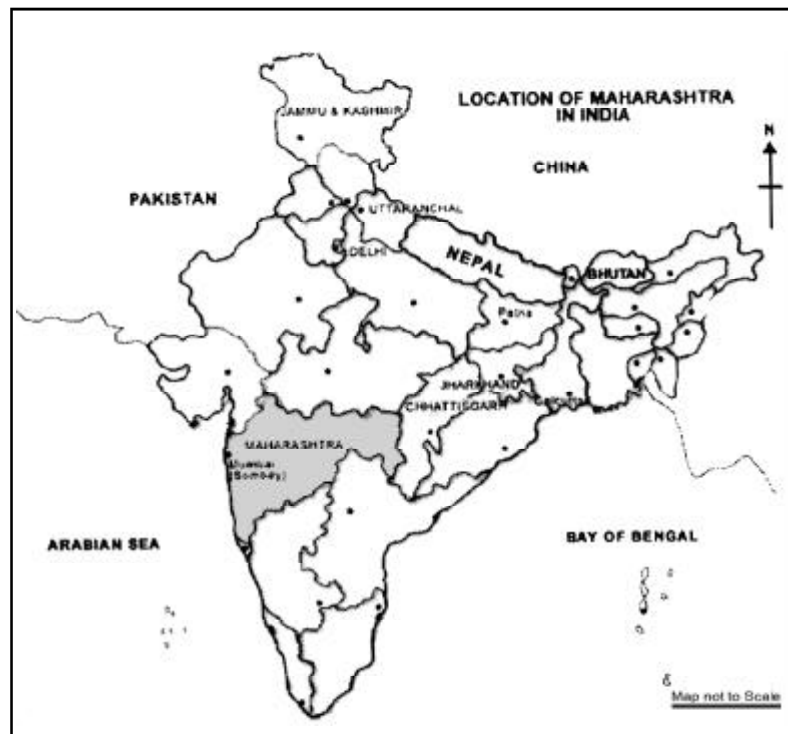 LOCATION OF MAHARASHTRA
IN INDIA
JAMMU & KASHMIR
N
CHINA
PAKISTAN
UTTARANCHAL
DELHI
NEPAL
BHUTAN
Patna
JHARKHAND
CHHATTISGARH
Calcutta
MAHARASHTRA
Mumbai
(Bombay)
ARABIAN SEA
BAY OF BENGAL
Map not to Scale